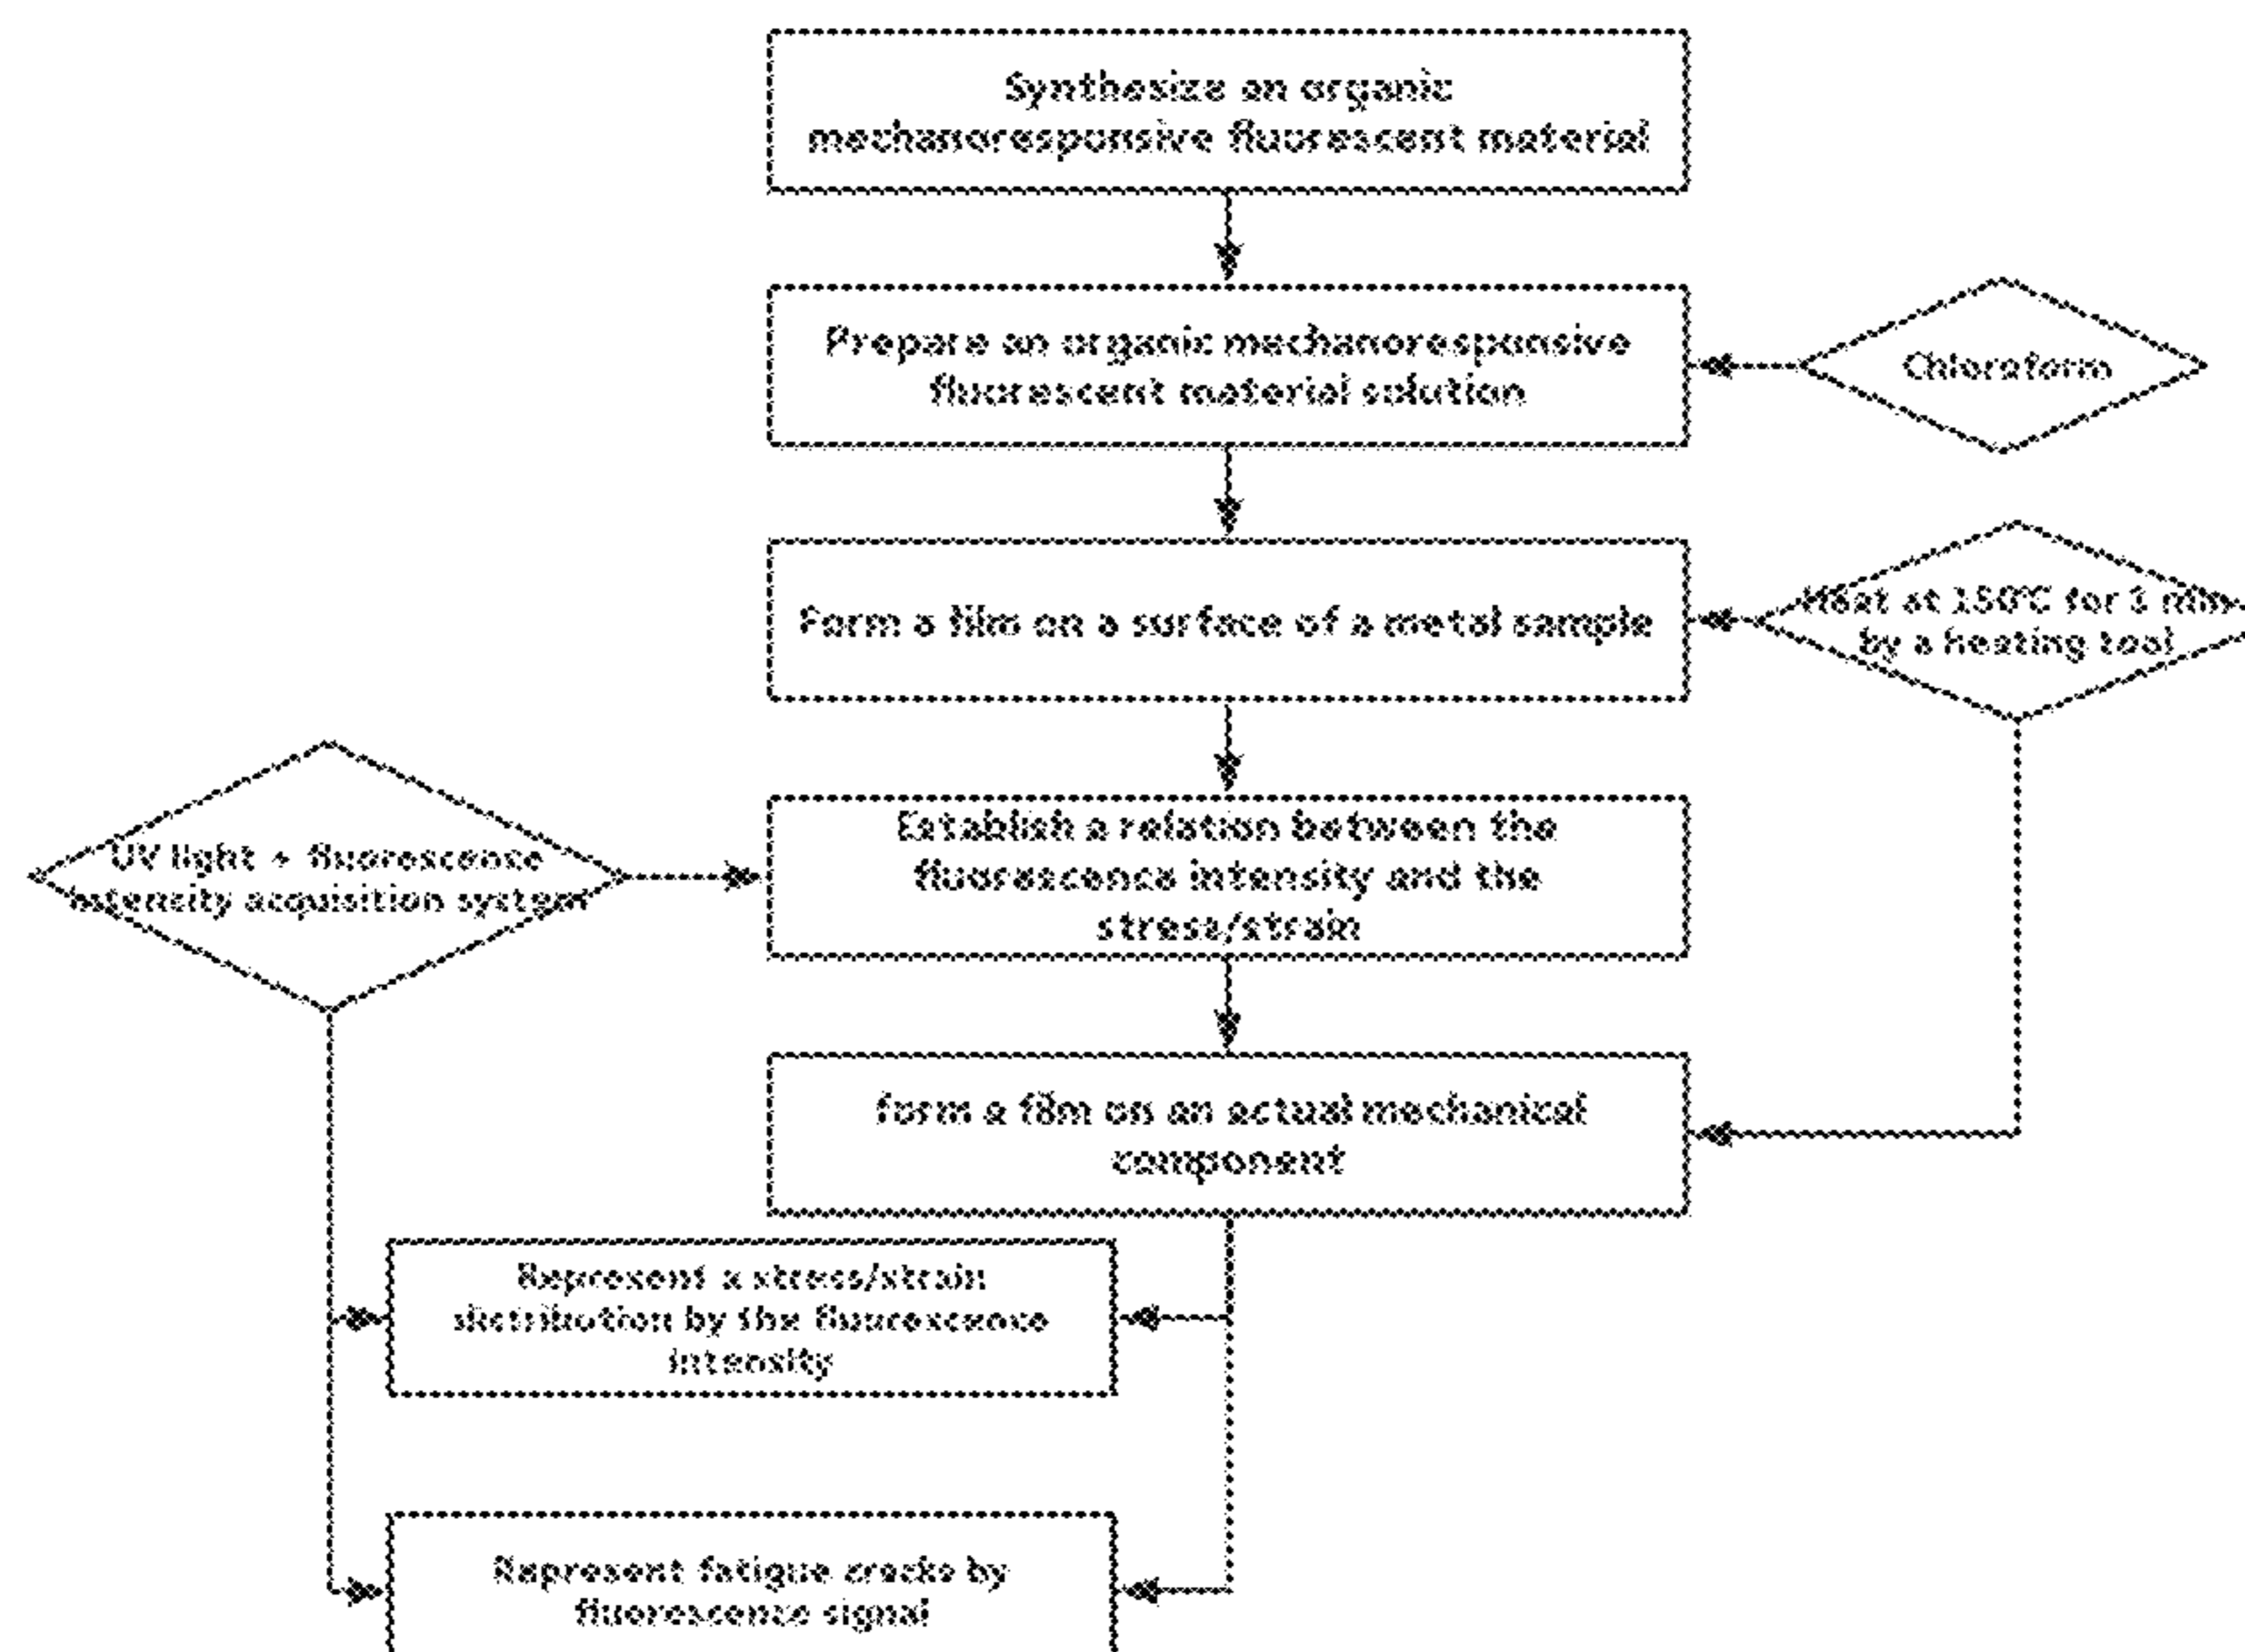 Synthesize an organic
mechanoresponsive fluorescent material
Prepare an organic mechanoresponsive
fluorescent material solution
Chloroform
Form a film on a surface of a metal sample
Heat at 150°C for min
by a heating tool
Establish a relation between the
fluorescence intensity and the
stress/strain
UV light + fluorescence
intensity acquisition system
form a film on an actual mechanical
component
Represent a stress/strain
distribution by the fluorescence
intensity
Represent fatigue cracks by
fluorescence signal